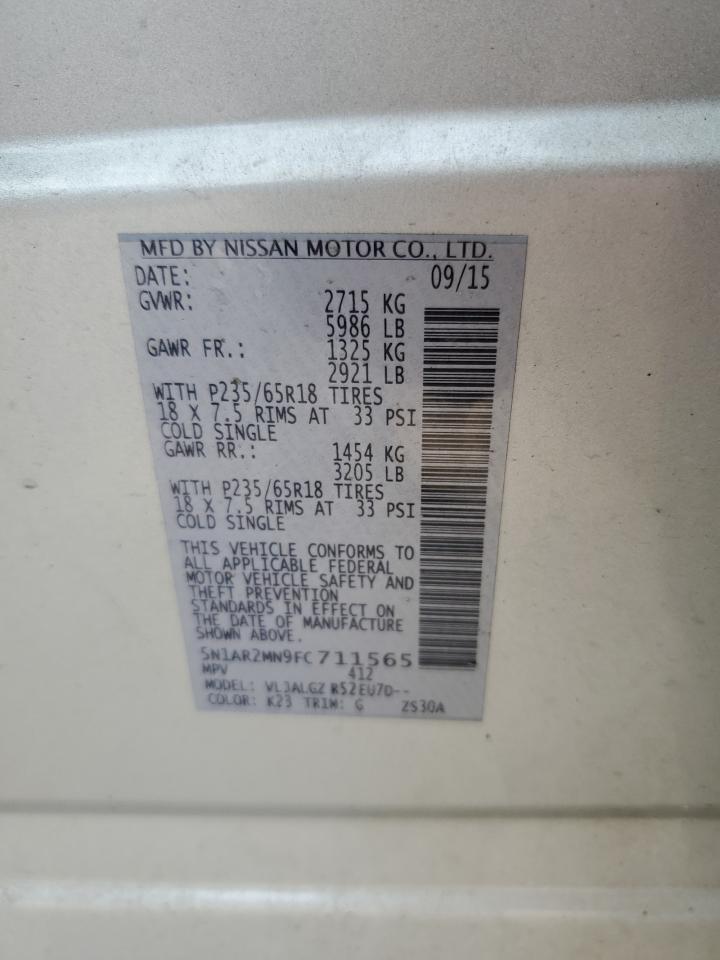 MFD BY NISSAN MOTOR CO., LTD.
DATE: 09/15
GVWR: 2715 KG
5986 LB
GAWR FR.: 1325 KG
2921 LB
WITH P235/65R18 TIRES
18 X 7.5 RIMS AT 33 PSI
COLD SINGLE
GAWR RR.: 1454 KG
3205 LB
WITH P235/65R18 TIRES
18 X 7.5 RIMS AT 33 PSI
COLD SINGLE
THIS VEHICLE CONFORMS TO
ALL APPLICABLE FEDERAL
MOTOR VEHICLE SAFETY AND
THEFT PREVENTION
STANDARDS IN EFFECT ON
THE DATE OF MANUFACTURE
SHOWN ABOVE.
5N1AR2MN9FC711565
MPV 412
MODEL: VL3ALGZ R52EU7D--
COLOR: K23 TRIM: G ZS30A